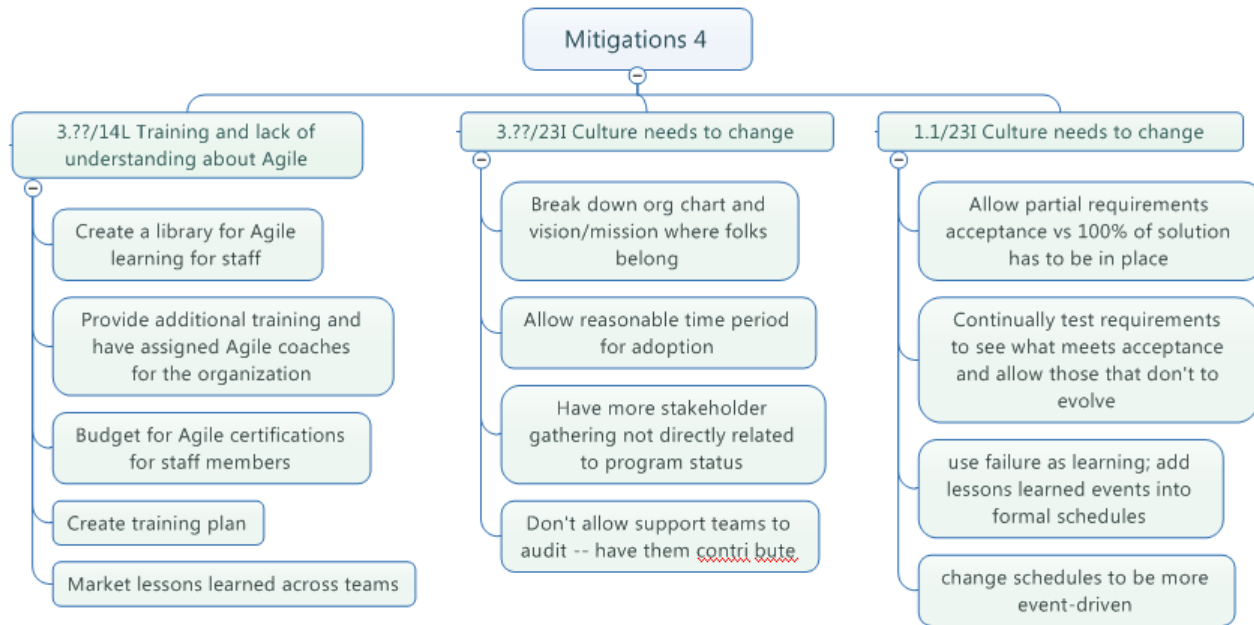 Mitigations 4
3.??/14L Training and lack of
understanding about Agile
Create a library for Agile
learning for staff
Provide additional training and
have assigned Agile coaches
for the organization
Budget for Agile certifications
for staff members
Create training plan
Market lessons learned across teams
3.??/23I Culture needs to change
Break down org chart and
vision/mission where folks
belong
Allow reasonable time period
for adoption
Have more stakeholder
gathering not directly related
to program status
Don't allow support teams to
audit -- have them contri bute
1.1/23I Culture needs to change
Allow partial requirements
acceptance vs 100% of solution
has to be in place
Continually test requirements
to see what meets acceptance
and allow those that don't to
evolve
use failure as learning; add
lessons learned events into
formal schedules
change schedules to be more
event-driven